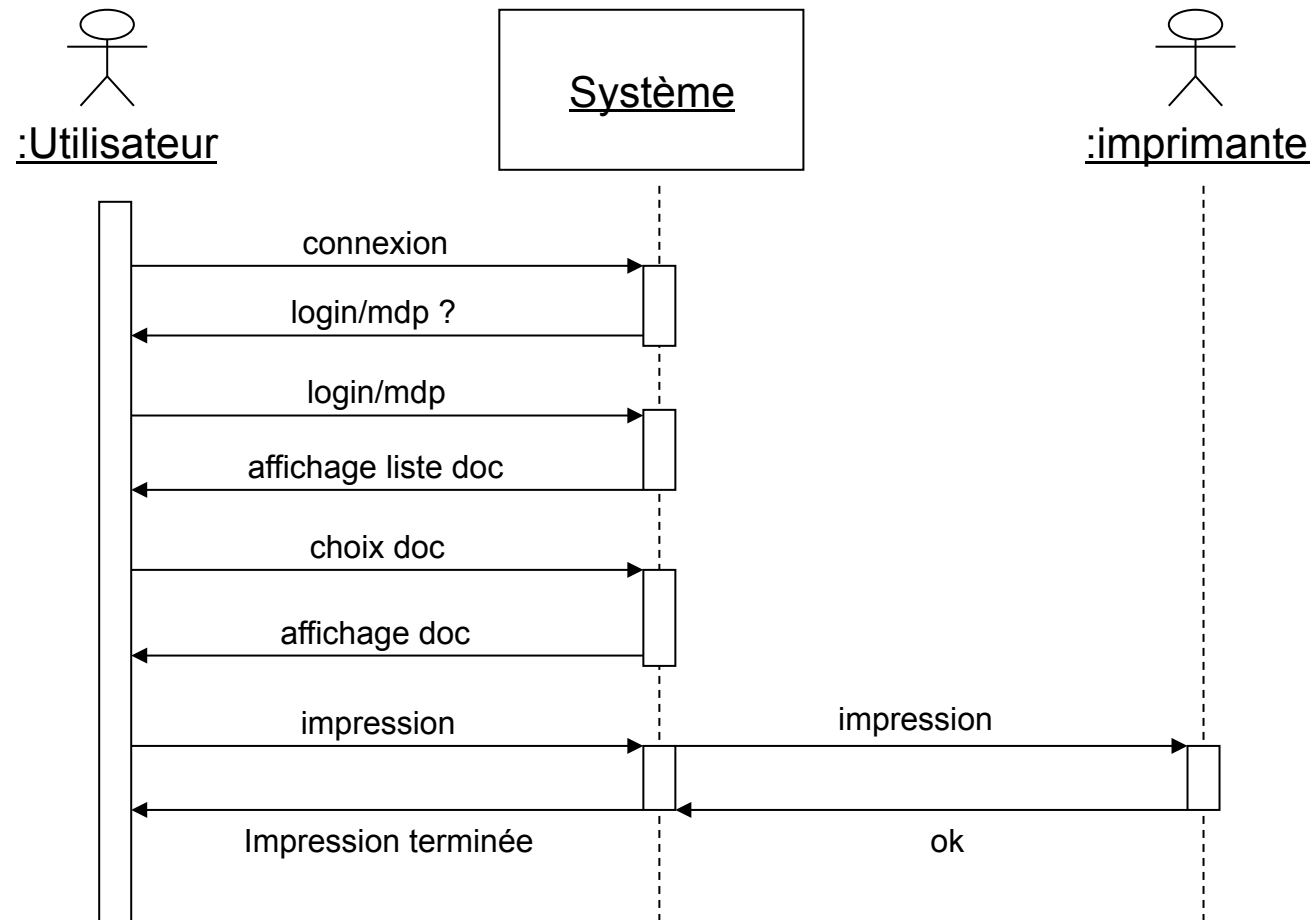 :Utilisateur
Système
:imprimante
connexion
login/mdp ?
login/mdp
affichage liste doc
choix doc
affichage doc
impression
impression
Impression terminée
ok